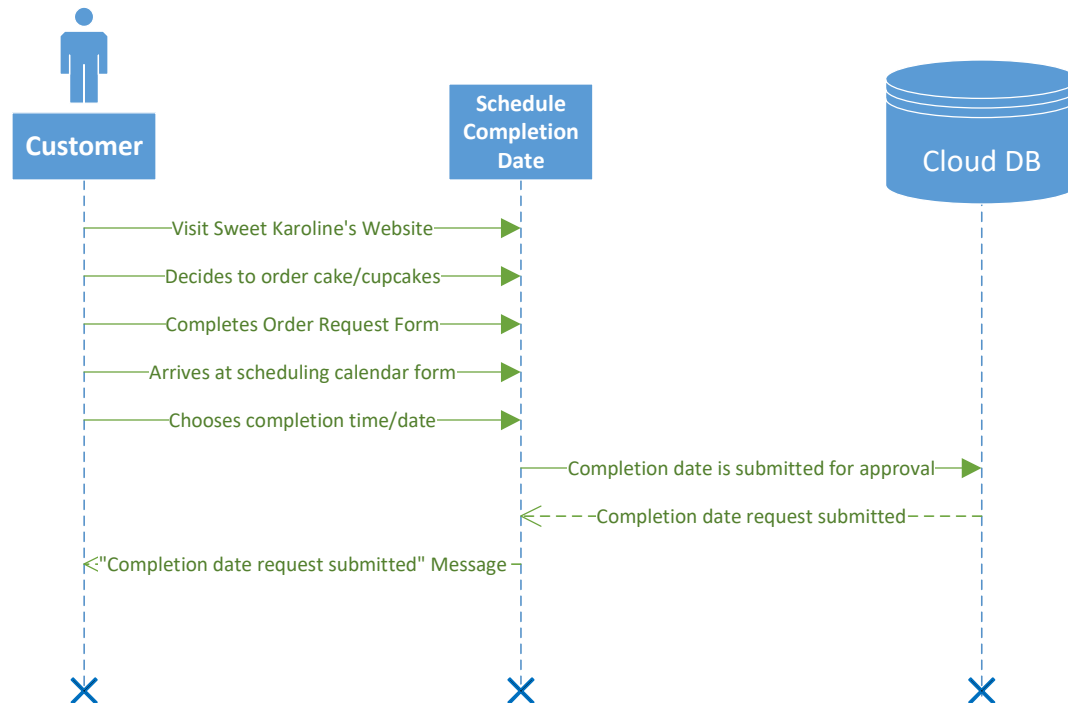 Customer
Schedule
Completion
Date
Cloud DB
Visit Sweet Karoline's Website
Decides to order cake/cupcakes
Completes Order Request Form
Arrives at scheduling calendar form
Chooses completion time/date
Completion date is submitted for approval
Completion date request submitted
"Completion date request submitted" Message